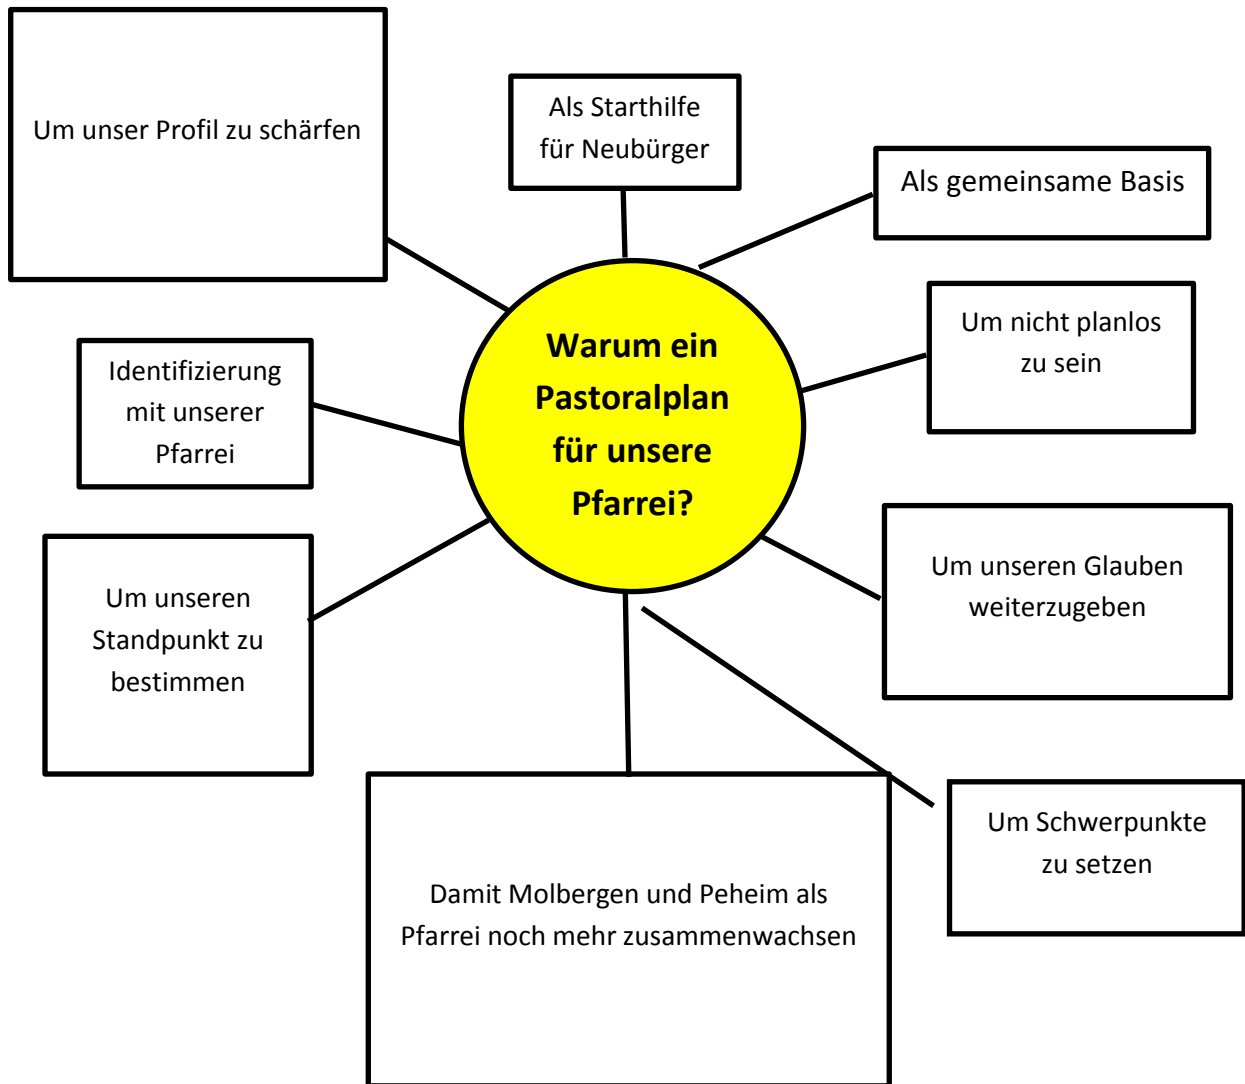 Um unser Profil zu schärfen
Als Starthilfe
für Neubürger
Als gemeinsame Basis
Um nicht planlos
zu sein
Warum ein
Pastoralplan
für unsere
Pfarrei?
Identifizierung
mit unserer
Pfarrei
Um unseren
Standpunkt zu
bestimmen
Um unseren Glauben
weiterzugeben
Um Schwerpunkte
zu setzen
Damit Molbergen und Peheim als
Pfarrei noch mehr zusammenwachsen